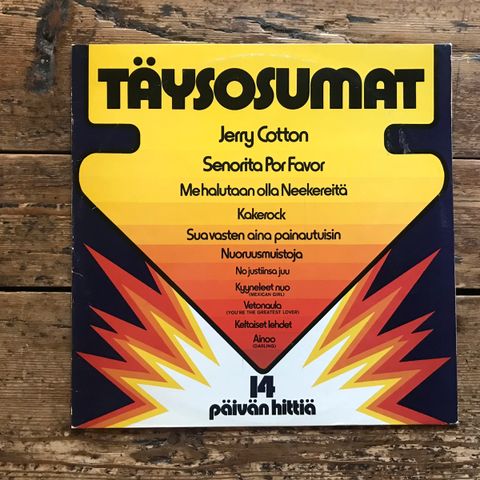 TÄYSOSUMAT
Jerry Cotton
Senorita Por Favor
Me halutaan olla Neekereitä
Kakerock
Sua vasten aina painautuisin
Nuoruusmuistoja
No justiinsa juu
Kyyneleet nuo
(MEXICAN GIRL)
Vetonaula
(YOU'RE THE GREATEST LOVER)
Keltaiset lehdet
Ainoo
(DARLING)
14
päivän hittiä